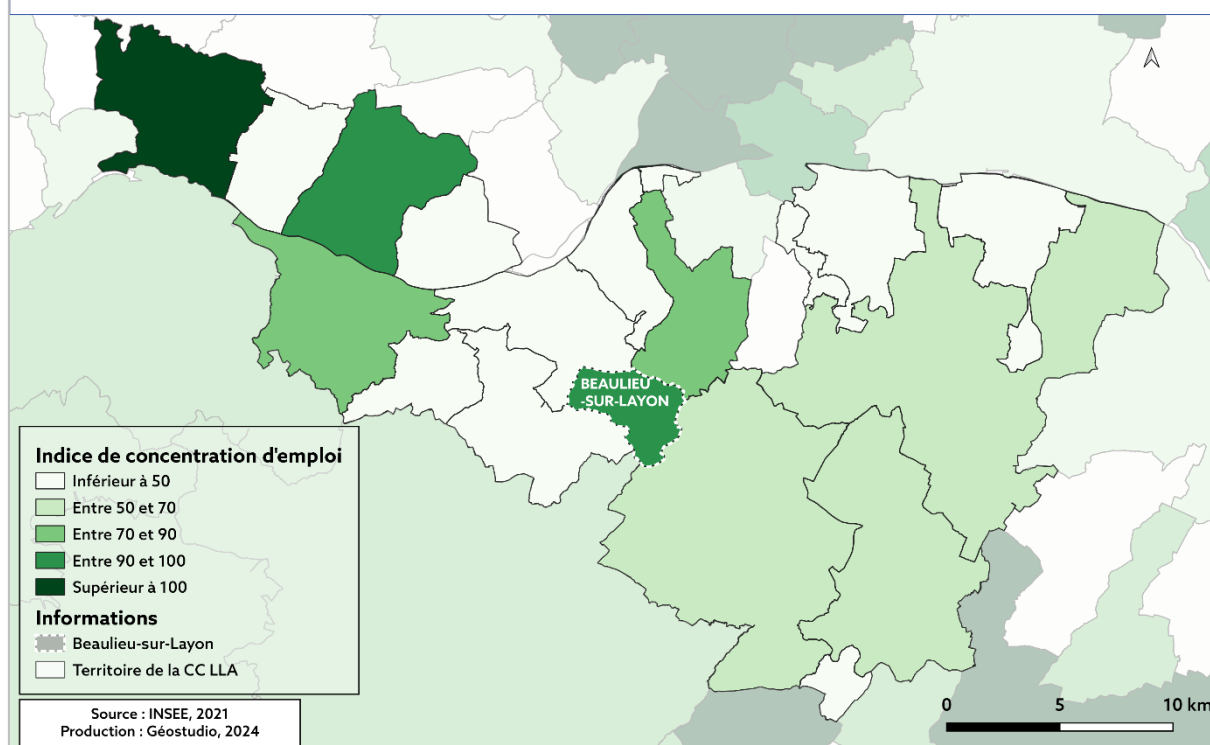 BEAULIEU
-SUR-LAYON
Indice de concentration d'emploi
Inférieur à 50
Entre 50 et 70
Entre 70 et 90
Entre 90 et 100
Supérieur à 100
Informations
Beaulieu-sur-Layon
Territoire de la CC LLA
Source : INSEE, 2021
Production : Géostudio, 2024
0 5 10 km